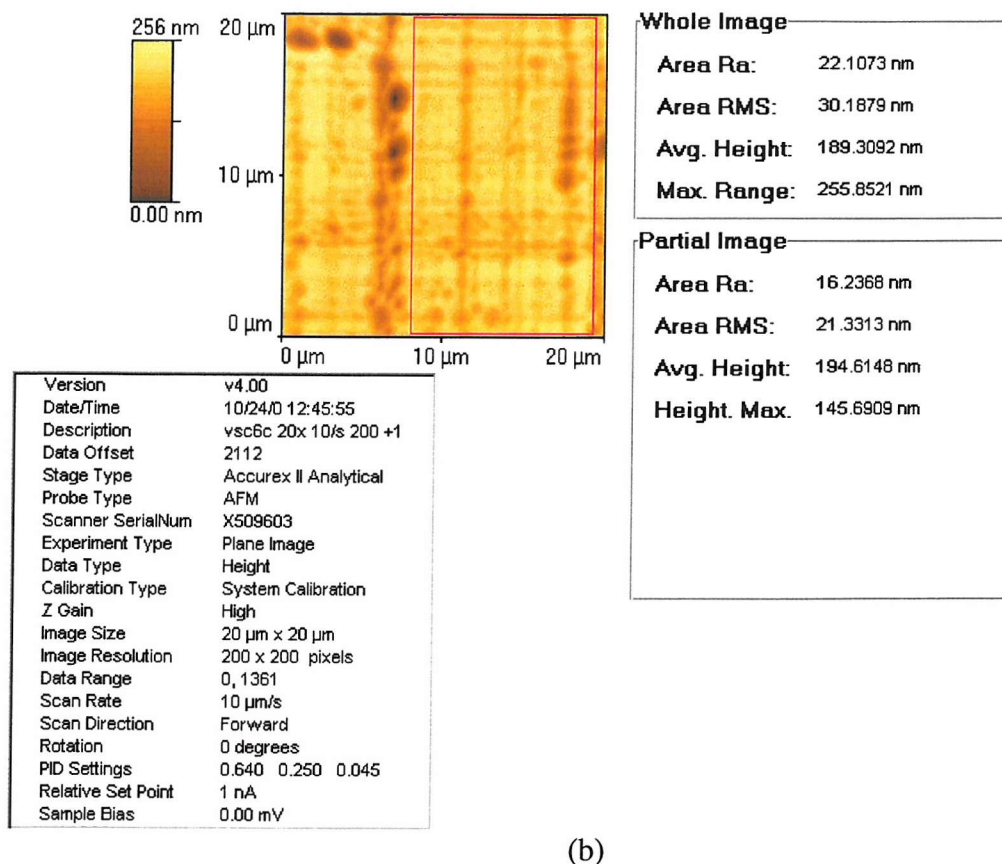 256 nm
0.00 nm
20 µm
10 µm
0 µm
0 µm
10 µm
20 µm
Whole Image
Area Ra: 22.1073 nm
Area RMS: 30.1879 nm
Avg. Height: 189.3092 nm
Max. Range: 255.8521 nm
Partial Image
Area Ra: 16.2368 nm
Area RMS: 21.3313 nm
Avg. Height: 194.6148 nm
Height. Max. 145.6909 nm
Version v4.00
Date/Time 10/24/0 12:45:55
Description vsc6c 20x 10/s 200 +1
Data Offset 2112
Stage Type Accurex II Analytical
Probe Type AFM
Scanner SerialNum X509603
Experiment Type Plane Image
Data Type Height
Calibration Type System Calibration
Z Gain High
Image Size 20 µm x 20 µm
Image Resolution 200 x 200 pixels
Data Range 0, 1361
Scan Rate 10 µm/s
Scan Direction Forward
Rotation 0 degrees
PID Settings 0.640 0.250 0.045
Relative Set Point 1 nA
Sample Bias 0.00 mV
(b)